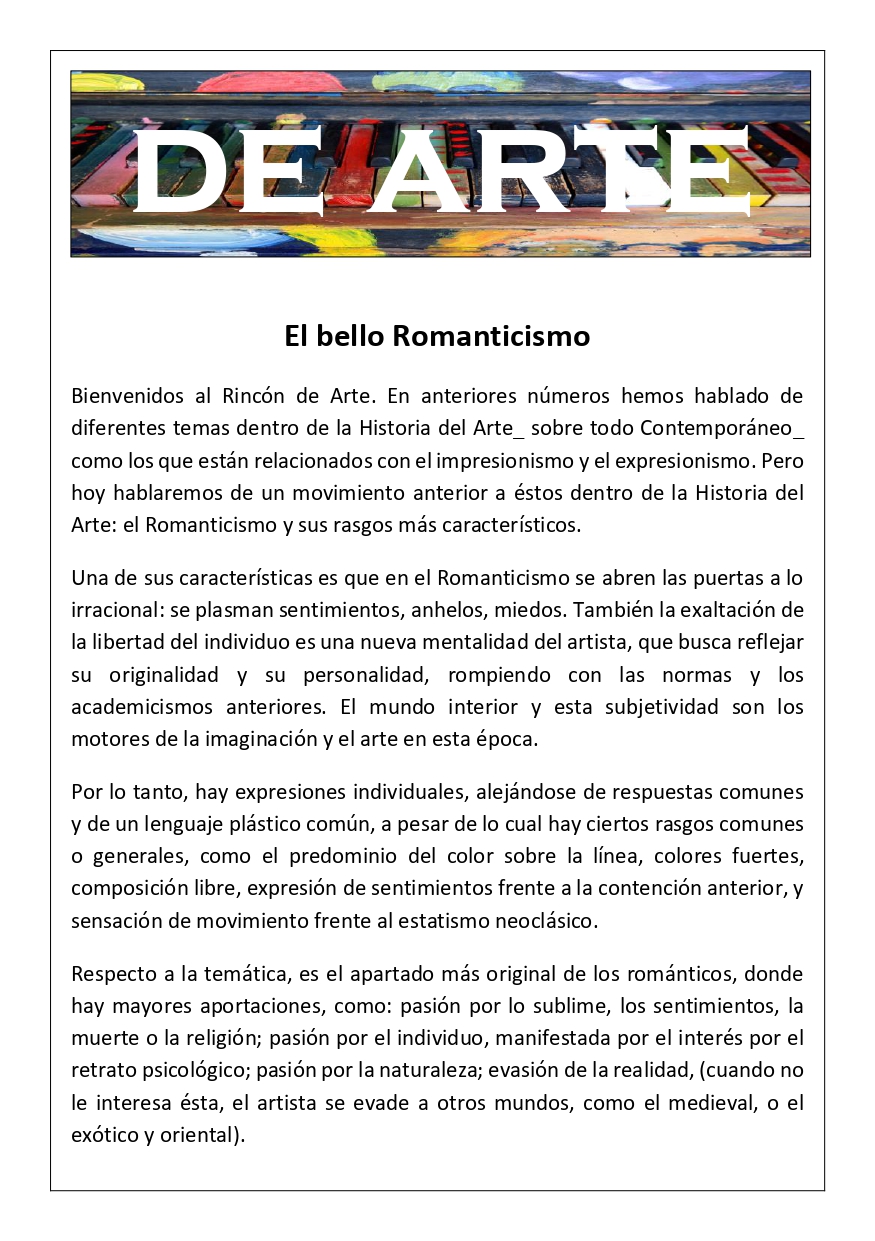 DE ARTE
El bello Romanticismo
Bienvenidos al Rincón de Arte. En anteriores números hemos hablado de
diferentes temas dentro de la Historia del Arte_ sobre todo Contemporáneo_
como los que están relacionados con el impresionismo y el expresionismo. Pero
hoy hablaremos de un movimiento anterior a éstos dentro de la Historia del
Arte: el Romanticismo y sus rasgos más característicos.
Una de sus características es que en el Romanticismo se abren las puertas a lo
irracional: se plasman sentimientos, anhelos, miedos. También la exaltación de
la libertad del individuo es una nueva mentalidad del artista, que busca reflejar
su originalidad y su personalidad, rompiendo con las normas y los
academicismos anteriores. El mundo interior y esta subjetividad son los
motores de la imaginación y el arte en esta época.
Por lo tanto, hay expresiones individuales, alejándose de respuestas comunes
y de un lenguaje plástico común, a pesar de lo cual hay ciertos rasgos comunes
o generales, como el predominio del color sobre la línea, colores fuertes,
composición libre, expresión de sentimientos frente a la contención anterior, y
sensación de movimiento frente al estatismo neoclásico.
Respecto a la temática, es el apartado más original de los románticos, donde
hay mayores aportaciones, como: pasión por lo sublime, los sentimientos, la
muerte o la religión; pasión por el individuo, manifestada por el interés por el
retrato psicológico; pasión por la naturaleza; evasión de la realidad, (cuando no
le interesa ésta, el artista se evade a otros mundos, como el medieval, o el
exótico y oriental).